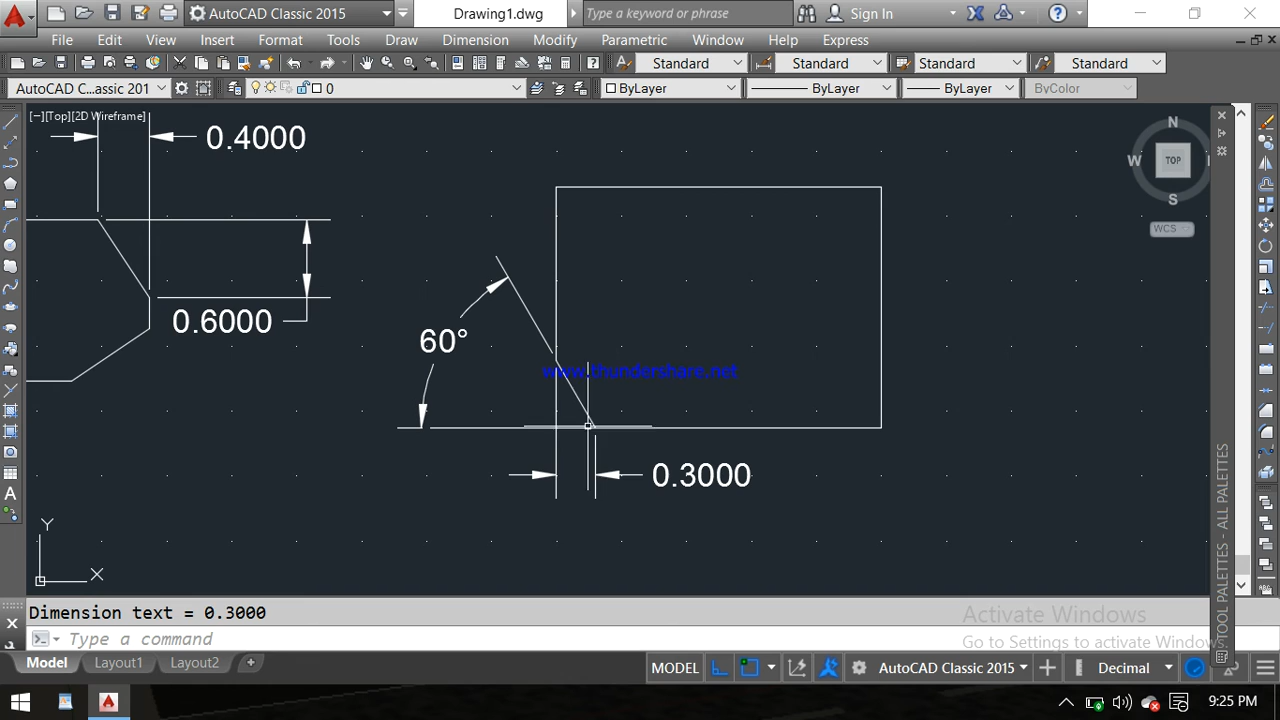 AutoCAD Classic 2015
Drawing1.dwg
Type a keyword or phrase
Sign In
File Edit View Insert Format Tools Draw Dimension Modify Parametric Window Help Express
Standard Standard Standard Standard
AutoCAD C...assic 201 0 ByLayer ByLayer ByLayer ByColor
[−][Top][2D Wireframe]
0.4000
N
W TOP
S
WCS
0.6000
60°
www.thundershare.net
0.3000
Y
X
TOOL PALETTES - ALL PALETTES
Dimension text = 0.3000
Type a command
Activate Windows
Go to Settings to activate Windows.
Model Layout1 Layout2
MODEL AutoCAD Classic 2015 Decimal
9:25 PM